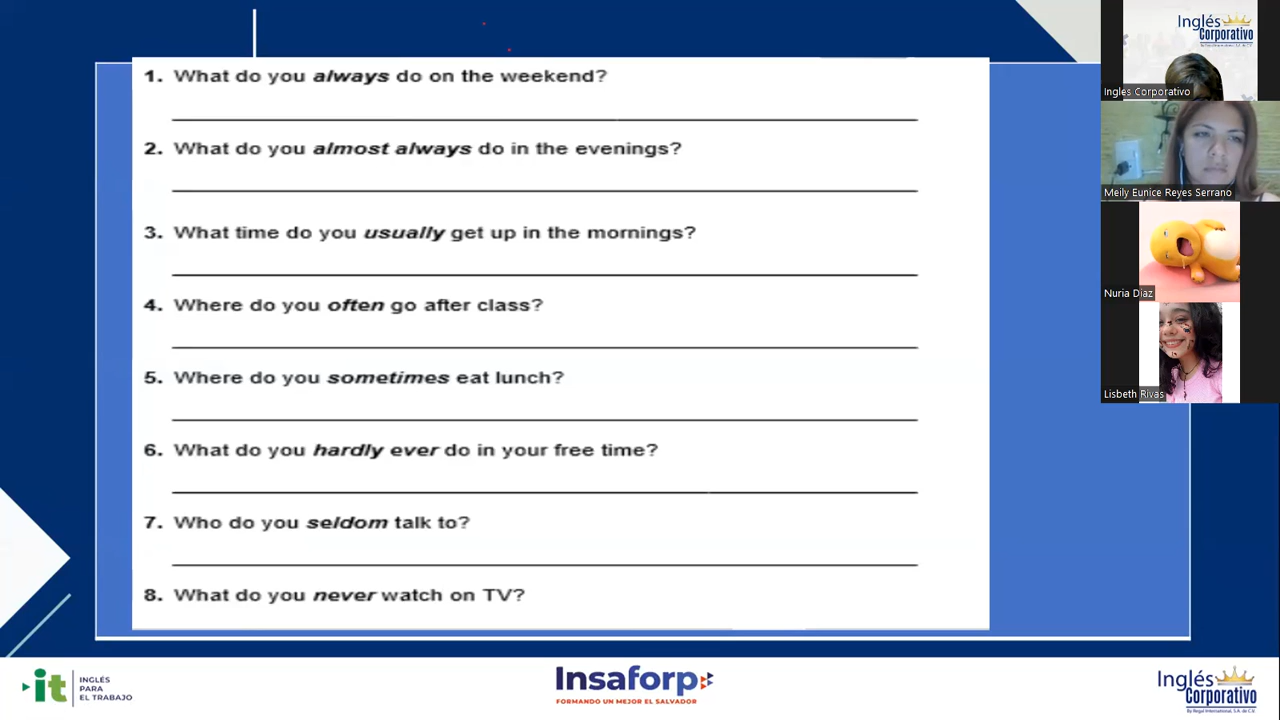 1. What do you always do on the weekend?
2. What do you almost always do in the evenings?
3. What time do you usually get up in the mornings?
4. Where do you often go after class?
5. Where do you sometimes eat lunch?
6. What do you hardly ever do in your free time?
7. Who do you seldom talk to?
8. What do you never watch on TV?
Inglés
Corporativo
Ingles Corporativo
Meily Eunice Reyes Serrano
Nuria Diaz
Lisbeth Rivas
it
INGLÉS
PARA
EL TRABAJO
Insaforp
FORMANDO UN MEJOR EL SALVADOR
Inglés
Corporativo
By Regal International, S.A. de C.V.